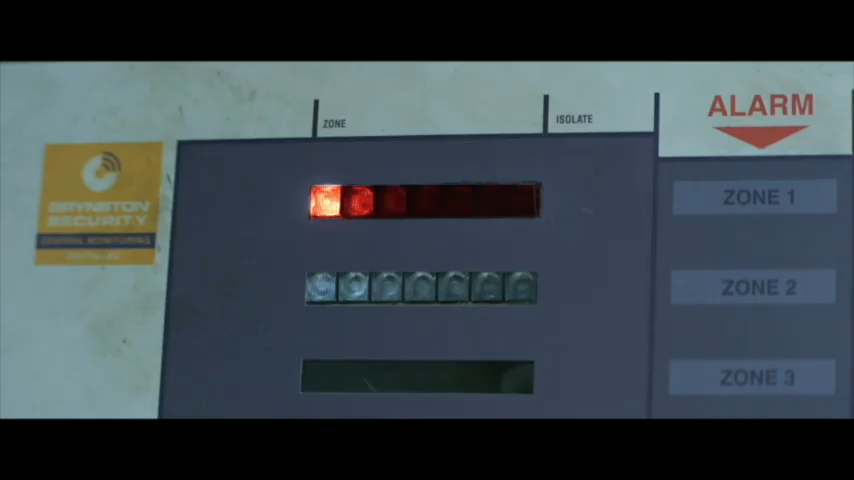 ZONE
ISOLATE
ALARM
BRYNSTON
SECURITY
CENTRAL MONITORING
ZONE 1
ZONE 2
ZONE 3